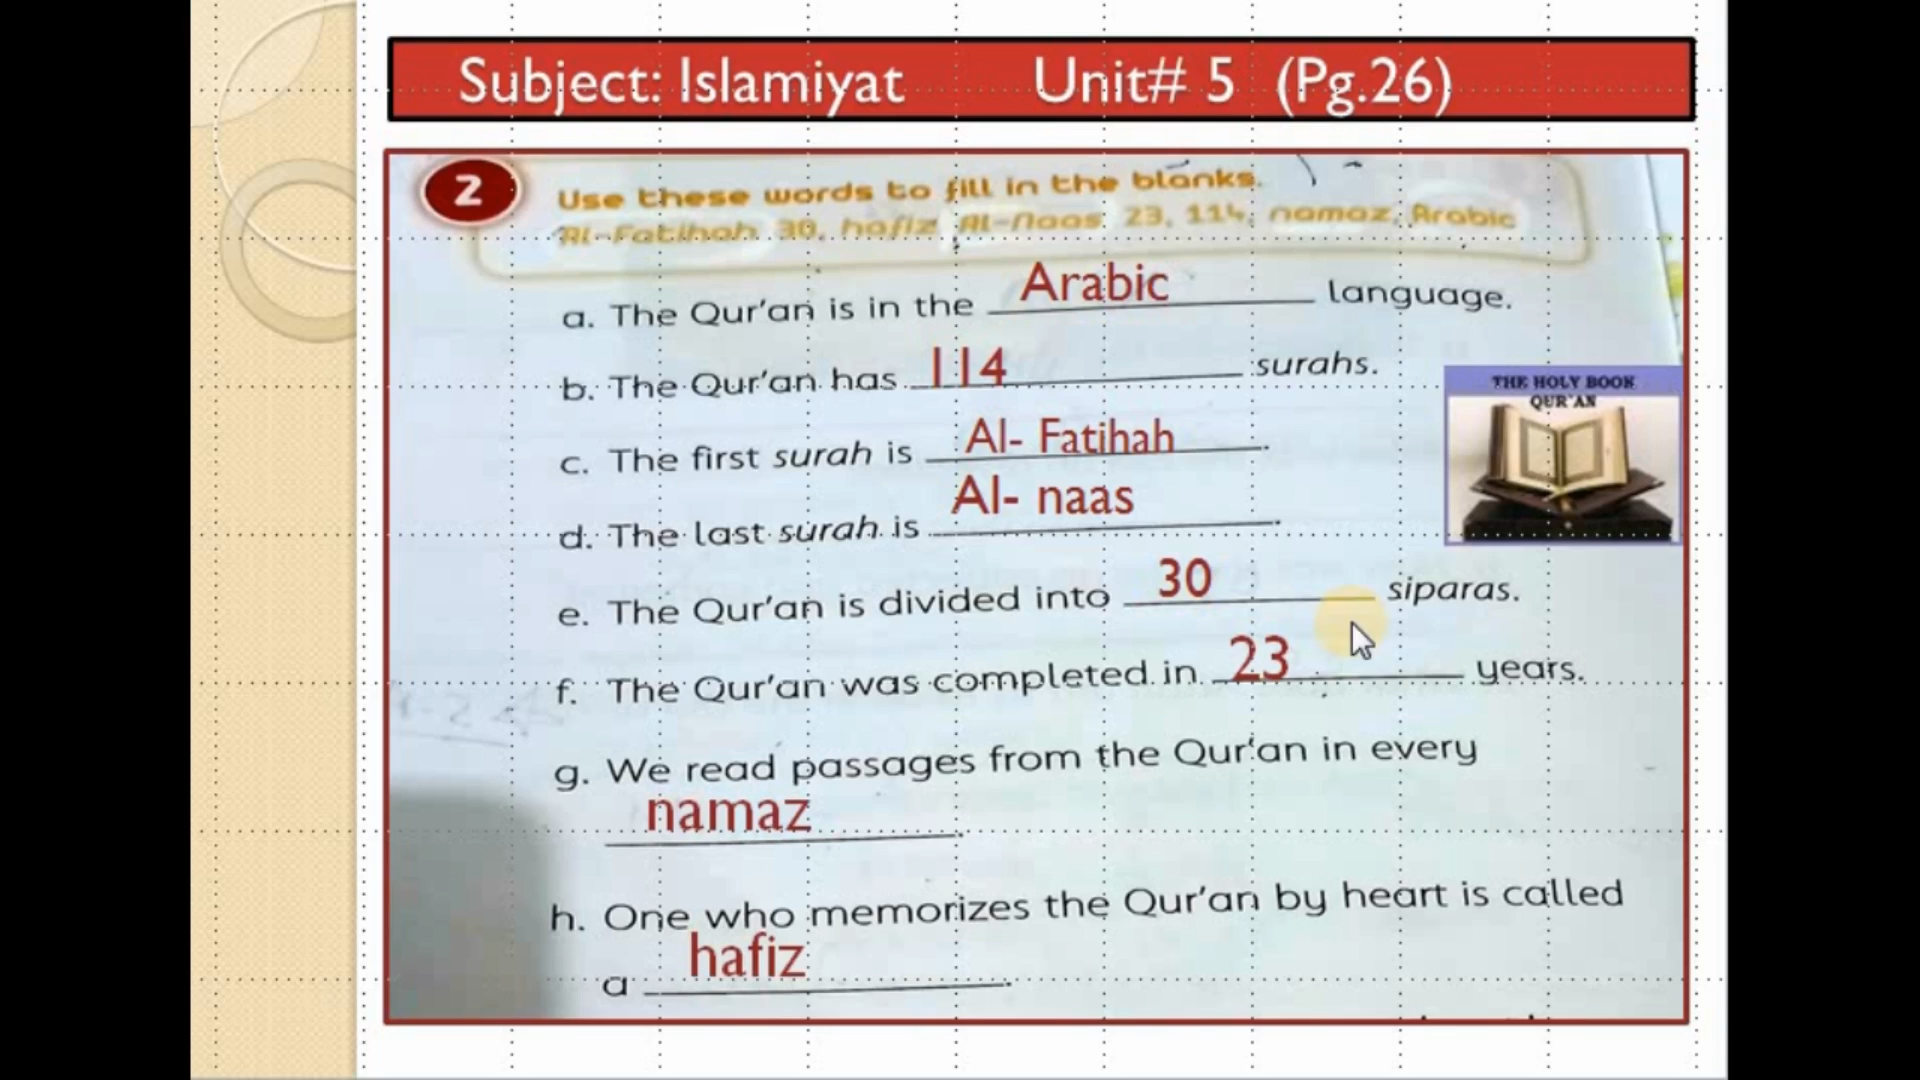 Subject: Islamiyat Unit# 5 (Pg.26)
2
Use these words to fill in the blanks.
Al-Fatihah, 30, hafiz, Al-Naas, 23, 114, namaz, Arabic
a. The Qur'an is in the Arabic language.
b. The Qur'an has 114 surahs.
c. The first surah is Al- Fatihah
d. The last surah is Al- naas
THE HOLY BOOK
QUR'AN
e. The Qur'an is divided into 30 siparas.
f. The Qur'an was completed in 23 years.
g. We read passages from the Qur'an in every
namaz.
h. One who memorizes the Qur'an by heart is called
a hafiz.